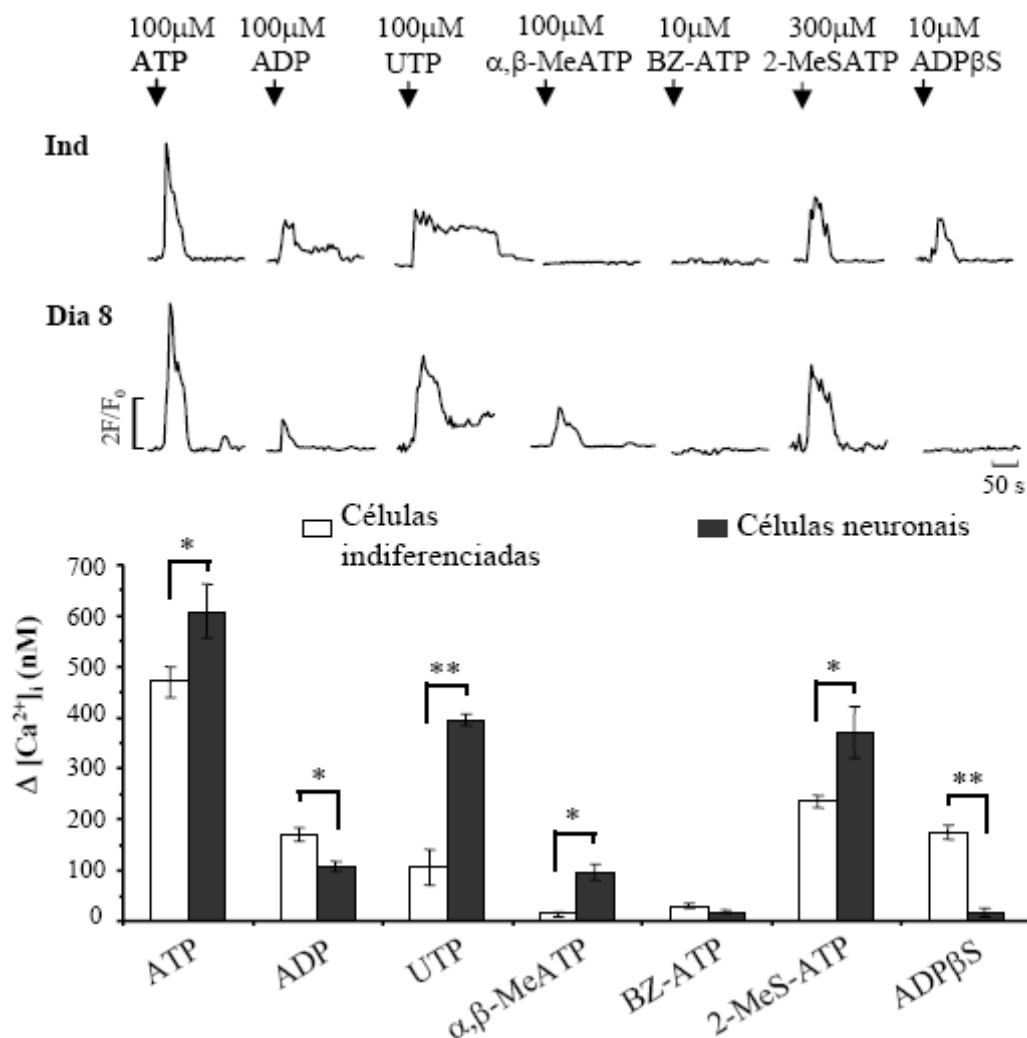 100µM 100µM 100µM 100µM 10µM 300µM 10µM
ATP ADP UTP α,β-MeATP BZ-ATP 2-MeSATP ADPβS
Ind
Dia 8
2F/F₀
50 s
Células indiferenciadas
Células neuronais
Δ [Ca²⁺]ᵢ (nM)
700
600
500
400
300
200
100
0
*
*
**
*
*
**
ATP
ADP
UTP
α,β-MeATP
BZ-ATP
2-MeS-ATP
ADPβS